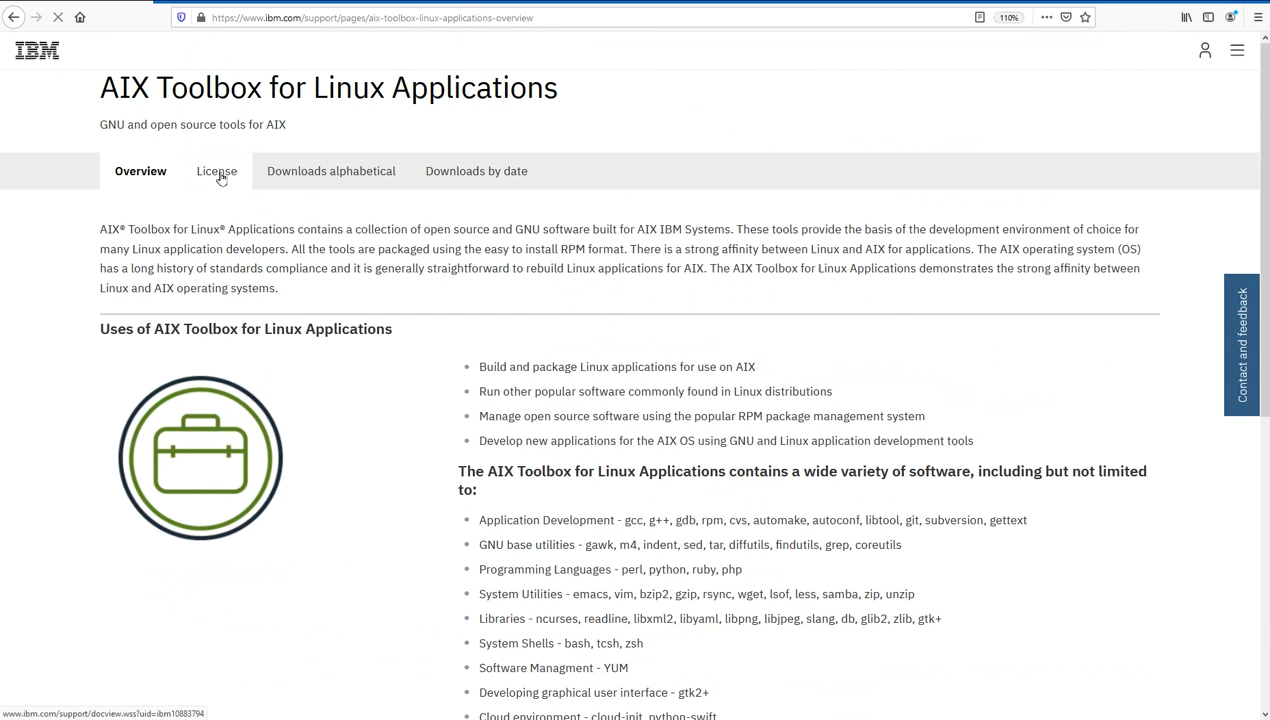 https://www.ibm.com/support/pages/aix-toolbox-linux-applications-overview
110%
IBM
AIX Toolbox for Linux Applications
GNU and open source tools for AIX
Overview
License
Downloads alphabetical
Downloads by date
AIX® Toolbox for Linux® Applications contains a collection of open source and GNU software built for AIX IBM Systems. These tools provide the basis of the development environment of choice for
many Linux application developers. All the tools are packaged using the easy to install RPM format. There is a strong affinity between Linux and AIX for applications. The AIX operating system (OS)
has a long history of standards compliance and it is generally straightforward to rebuild Linux applications for AIX. The AIX Toolbox for Linux Applications demonstrates the strong affinity between
Linux and AIX operating systems.
Contact and feedback
Uses of AIX Toolbox for Linux Applications
Build and package Linux applications for use on AIX
Run other popular software commonly found in Linux distributions
Manage open source software using the popular RPM package management system
Develop new applications for the AIX OS using GNU and Linux application development tools
The AIX Toolbox for Linux Applications contains a wide variety of software, including but not limited
to:
Application Development - gcc, g++, gdb, rpm, cvs, automake, autoconf, libtool, git, subversion, gettext
GNU base utilities - gawk, m4, indent, sed, tar, diffutils, findutils, grep, coreutils
Programming Languages - perl, python, ruby, php
System Utilities - emacs, vim, bzip2, gzip, rsync, wget, lsof, less, samba, zip, unzip
Libraries - ncurses, readline, libxml2, libyaml, libpng, libjpeg, slang, db, glib2, zlib, gtk+
System Shells - bash, tcsh, zsh
Software Managment - YUM
Developing graphical user interface - gtk2+
Cloud environment - cloud-init, python-swift
www.ibm.com/support/docview.wss?uid=ibm10883794